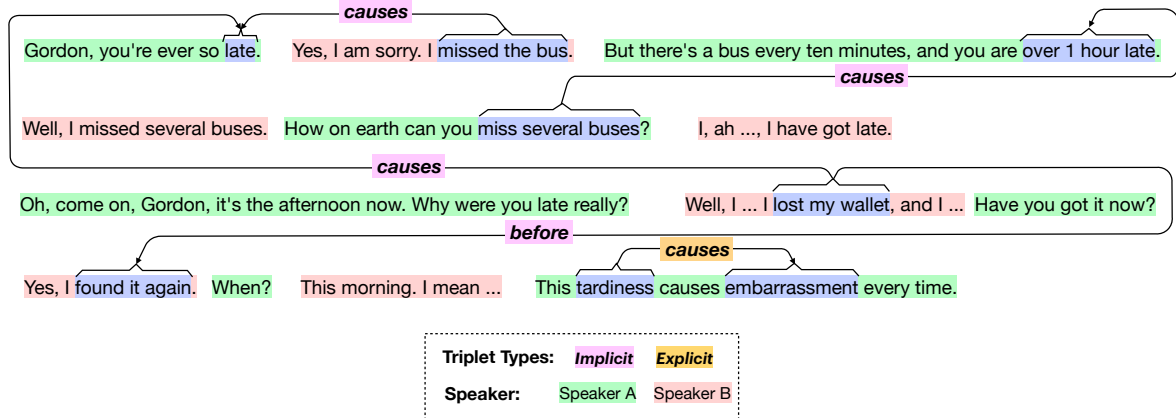 causes
Gordon, you're ever so late. Yes, I am sorry. I missed the bus. But there's a bus every ten minutes, and you are over 1 hour late.
causes
Well, I missed several buses. How on earth can you miss several buses? I, ah ..., I have got late.
causes
Oh, come on, Gordon, it's the afternoon now. Why were you late really? Well, I ... I lost my wallet, and I ... Have you got it now?
before
causes
Yes, I found it again. When? This morning. I mean ... This tardiness causes embarrassment every time.
Triplet Types: Implicit Explicit
Speaker: Speaker A Speaker B